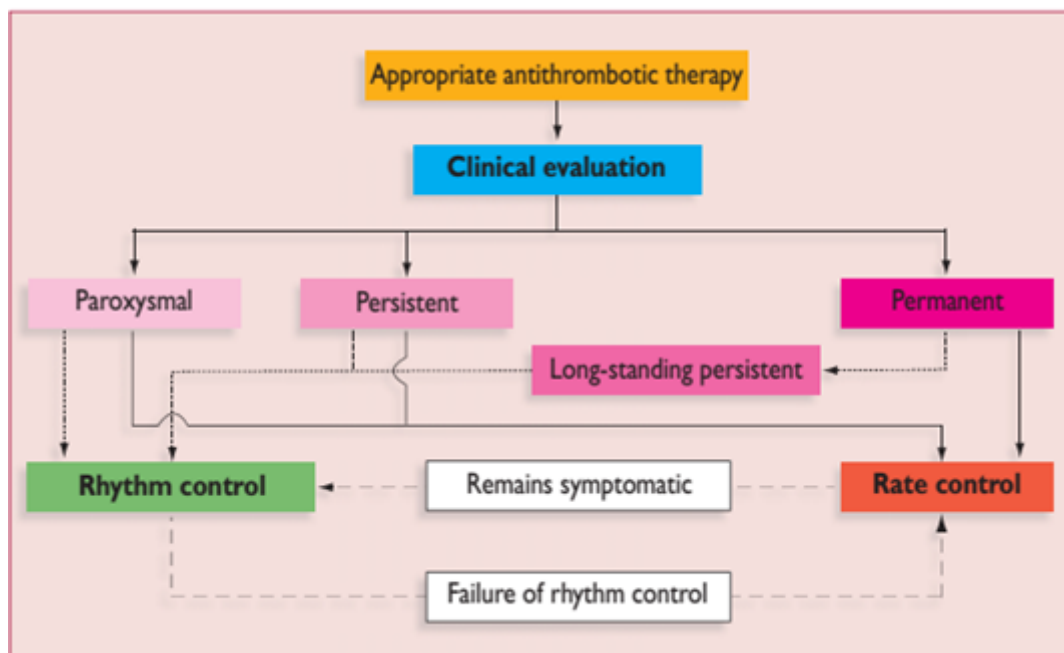 Appropriate antithrombotic therapy
Clinical evaluation
Paroxysmal
Persistent
Permanent
Long-standing persistent
Rhythm control
Remains symptomatic
Rate control
Failure of rhythm control